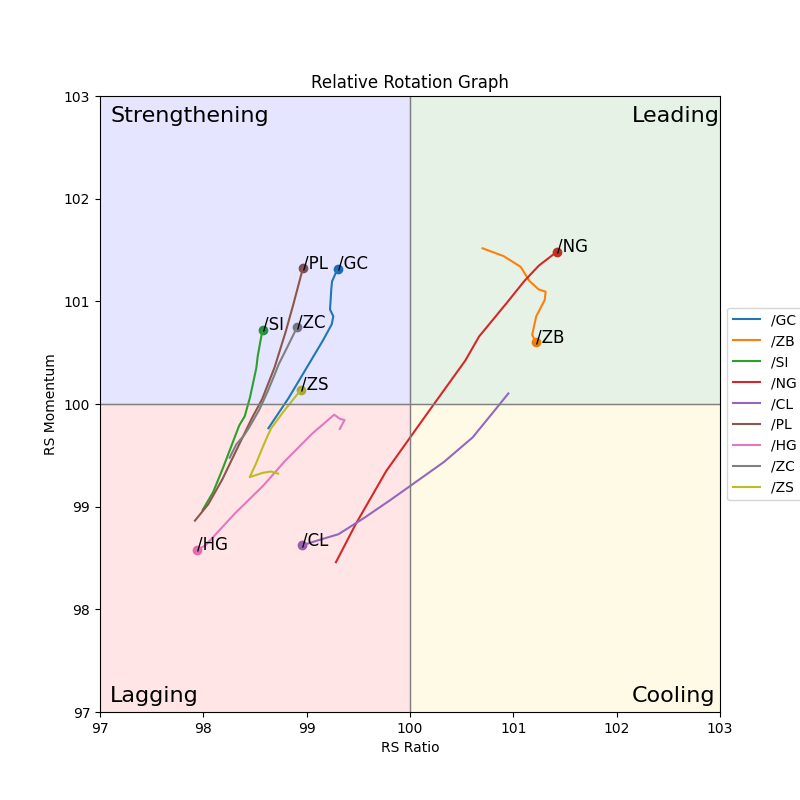 Relative Rotation Graph
103
Strengthening
Leading
102
/NG
/PL
/GC
101
/SI
/ZC
/ZB
/GC
/ZB
/SI
/NG
/CL
/PL
/HG
/ZC
/ZS
/ZS
100
RS Momentum
99
/HG
/CL
98
Lagging
Cooling
97
97
98
99
100
101
102
103
RS Ratio